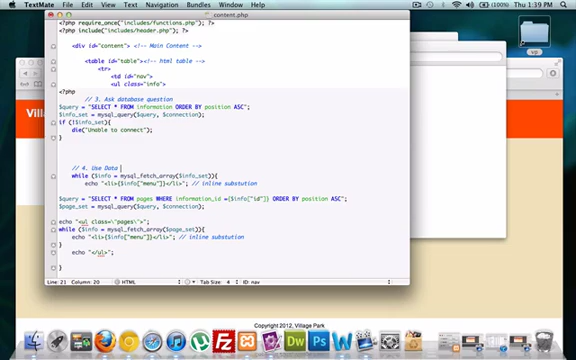 TextMate File Edit View Text Navigation Bundles Window Help
(100%) Thu 1:39 PM
content.php
<?php require_once("includes/functions.php"); ?>
<?php include("includes/header.php"); ?>
<div id="content"> <!-- Main Content -->
<table id="table"><!-- html table -->
<tr>
<td id="nav">
<ul class="info">
<?php
// 3. Ask database question
$query = "SELECT * FROM information ORDER BY position ASC";
$info_set = mysql_query($query, $connection);
if (!$info_set){
die("Unable to connect");
}
// 4. Use Data
while ($info = mysql_fetch_array($info_set)){
echo "<li>{$info["menu"]}</li>"; // inline substution
$query = "SELECT * FROM pages WHERE information_id ={$info["id"]} ORDER BY position ASC";
$page_set = mysql_query($query, $connection);
echo "<ul class=\"pages\">";
while ($info = mysql_fetch_array($page_set)){
echo "<li>{$info["menu"]}</li>"; // inline substution
}
echo "</ul>";
}
Line: 21 Column: 20 HTML Tab Size: 4 ID: nav
vp
Villa
Copyright 2012, Village Park